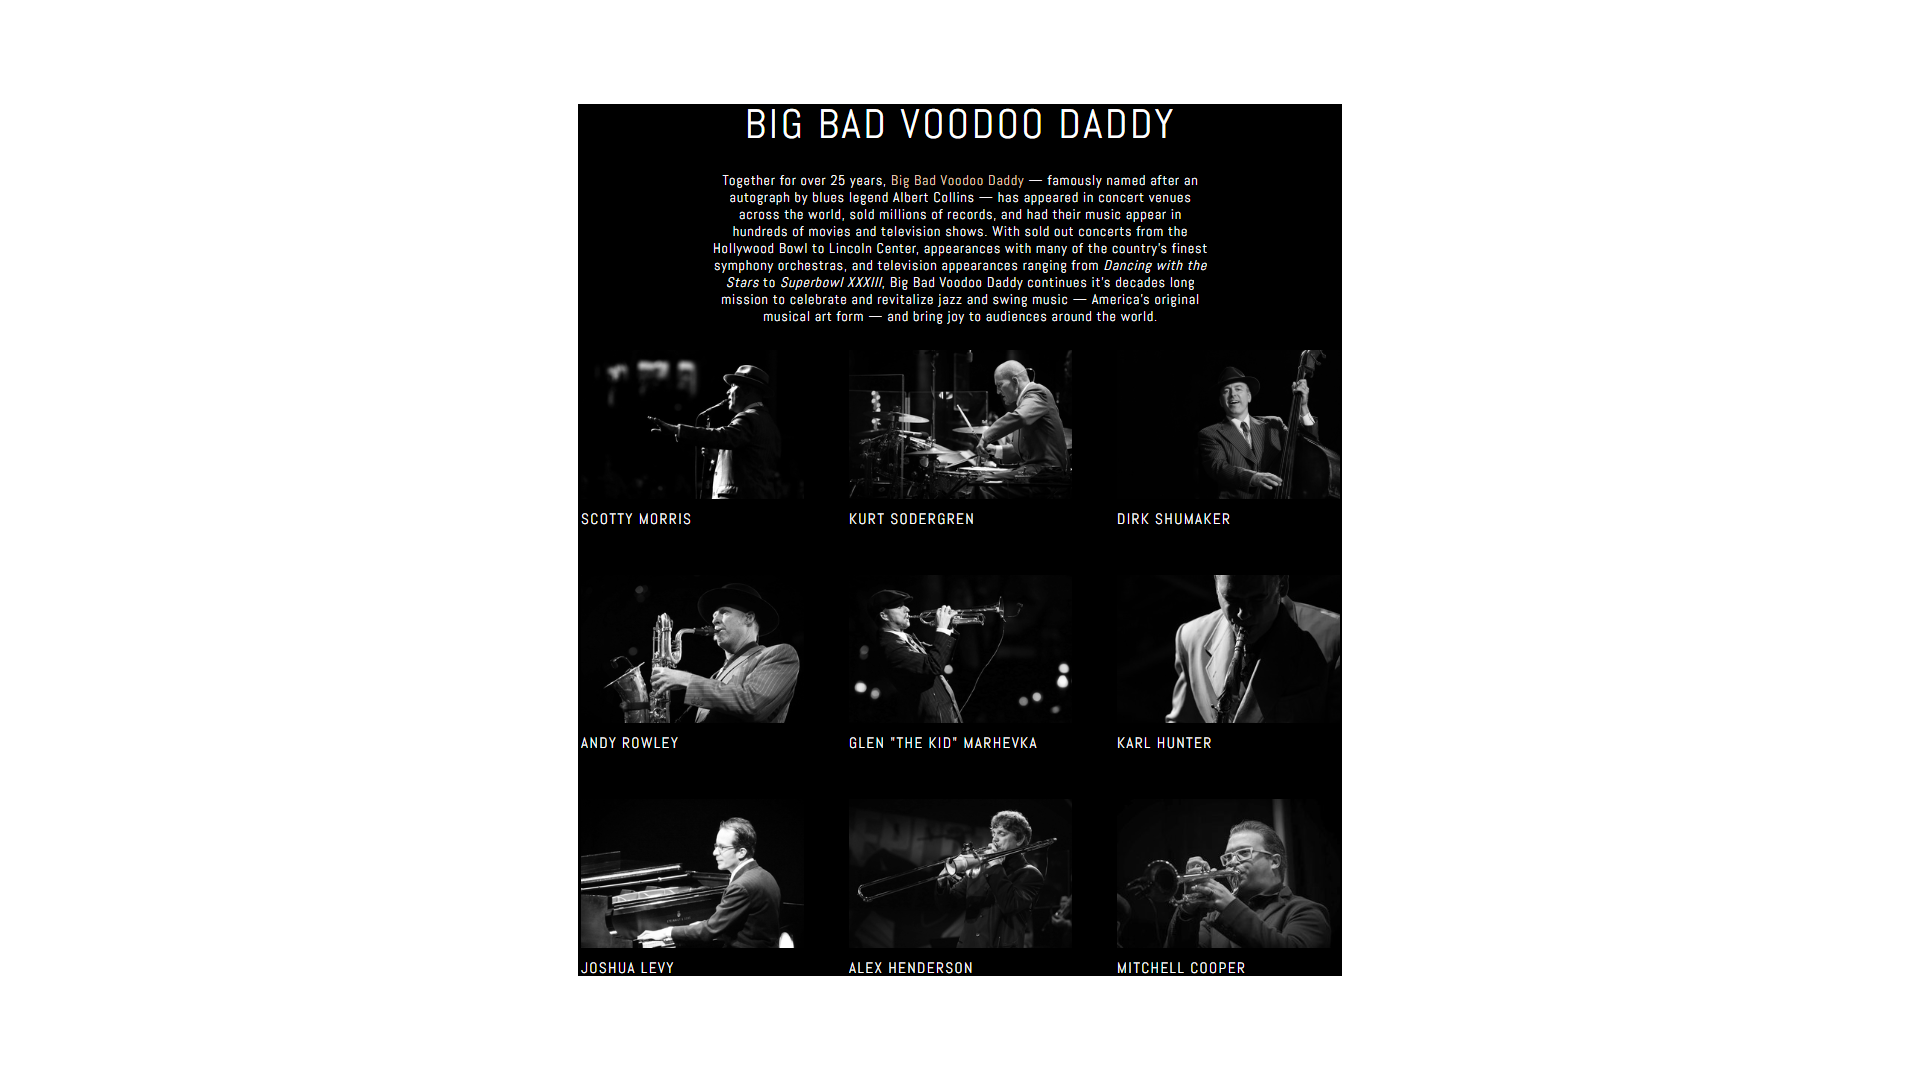 BIG BAD VOODOO DADDY
Together for over 25 years, Big Bad Voodoo Daddy — famously named after an
autograph by blues legend Albert Collins — has appeared in concert venues
across the world, sold millions of records, and had their music appear in
hundreds of movies and television shows. With sold out concerts from the
Hollywood Bowl to Lincoln Center, appearances with many of the country's finest
symphony orchestras, and television appearances ranging from Dancing with the
Stars to Superbowl XXXIII, Big Bad Voodoo Daddy continues it's decades long
mission to celebrate and revitalize jazz and swing music — America's original
musical art form — and bring joy to audiences around the world.
SCOTTY MORRIS
KURT SODERGREN
DIRK SHUMAKER
ANDY ROWLEY
GLEN "THE KID" MARHEVKA
KARL HUNTER
JOSHUA LEVY
ALEX HENDERSON
MITCHELL COOPER